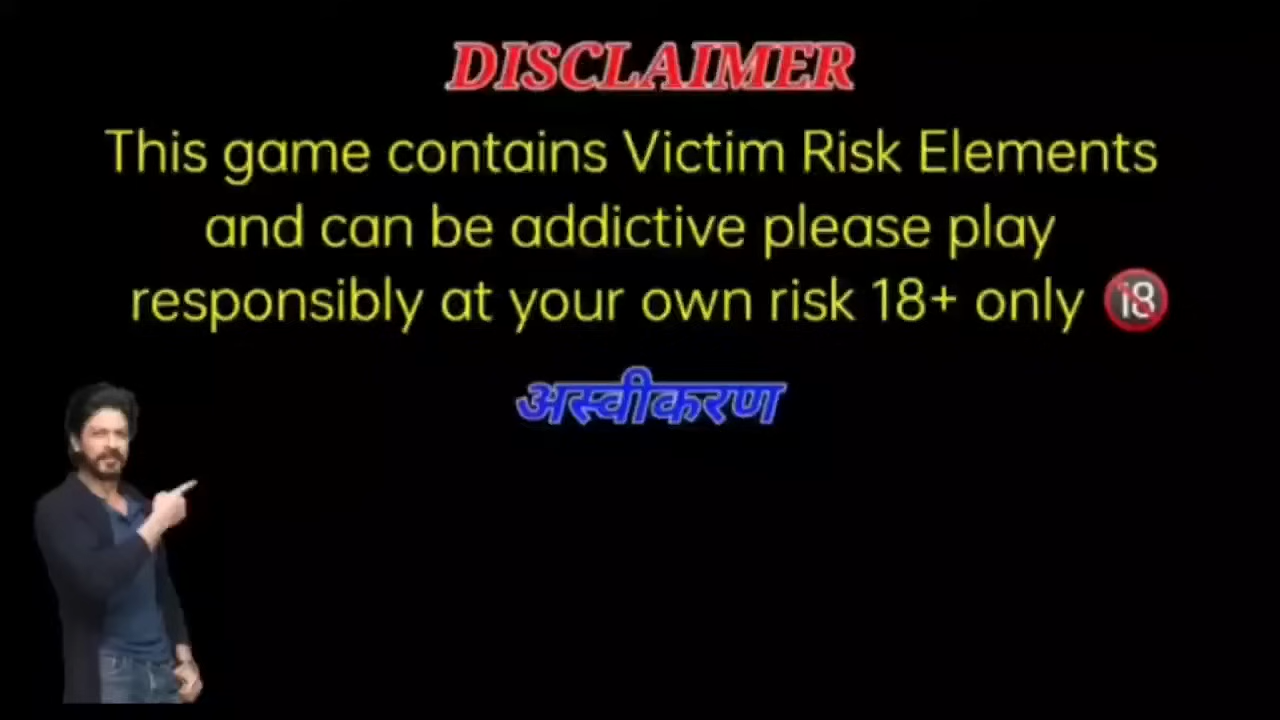 DISCLAIMER
This game contains Victim Risk Elements
and can be addictive please play
responsibly at your own risk 18+ only 🔞
अस्वीकरण